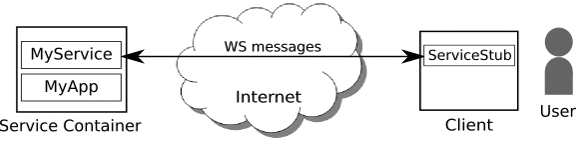 MyService
MyApp
Service Container
WS messages
Internet
ServiceStub
Client
User